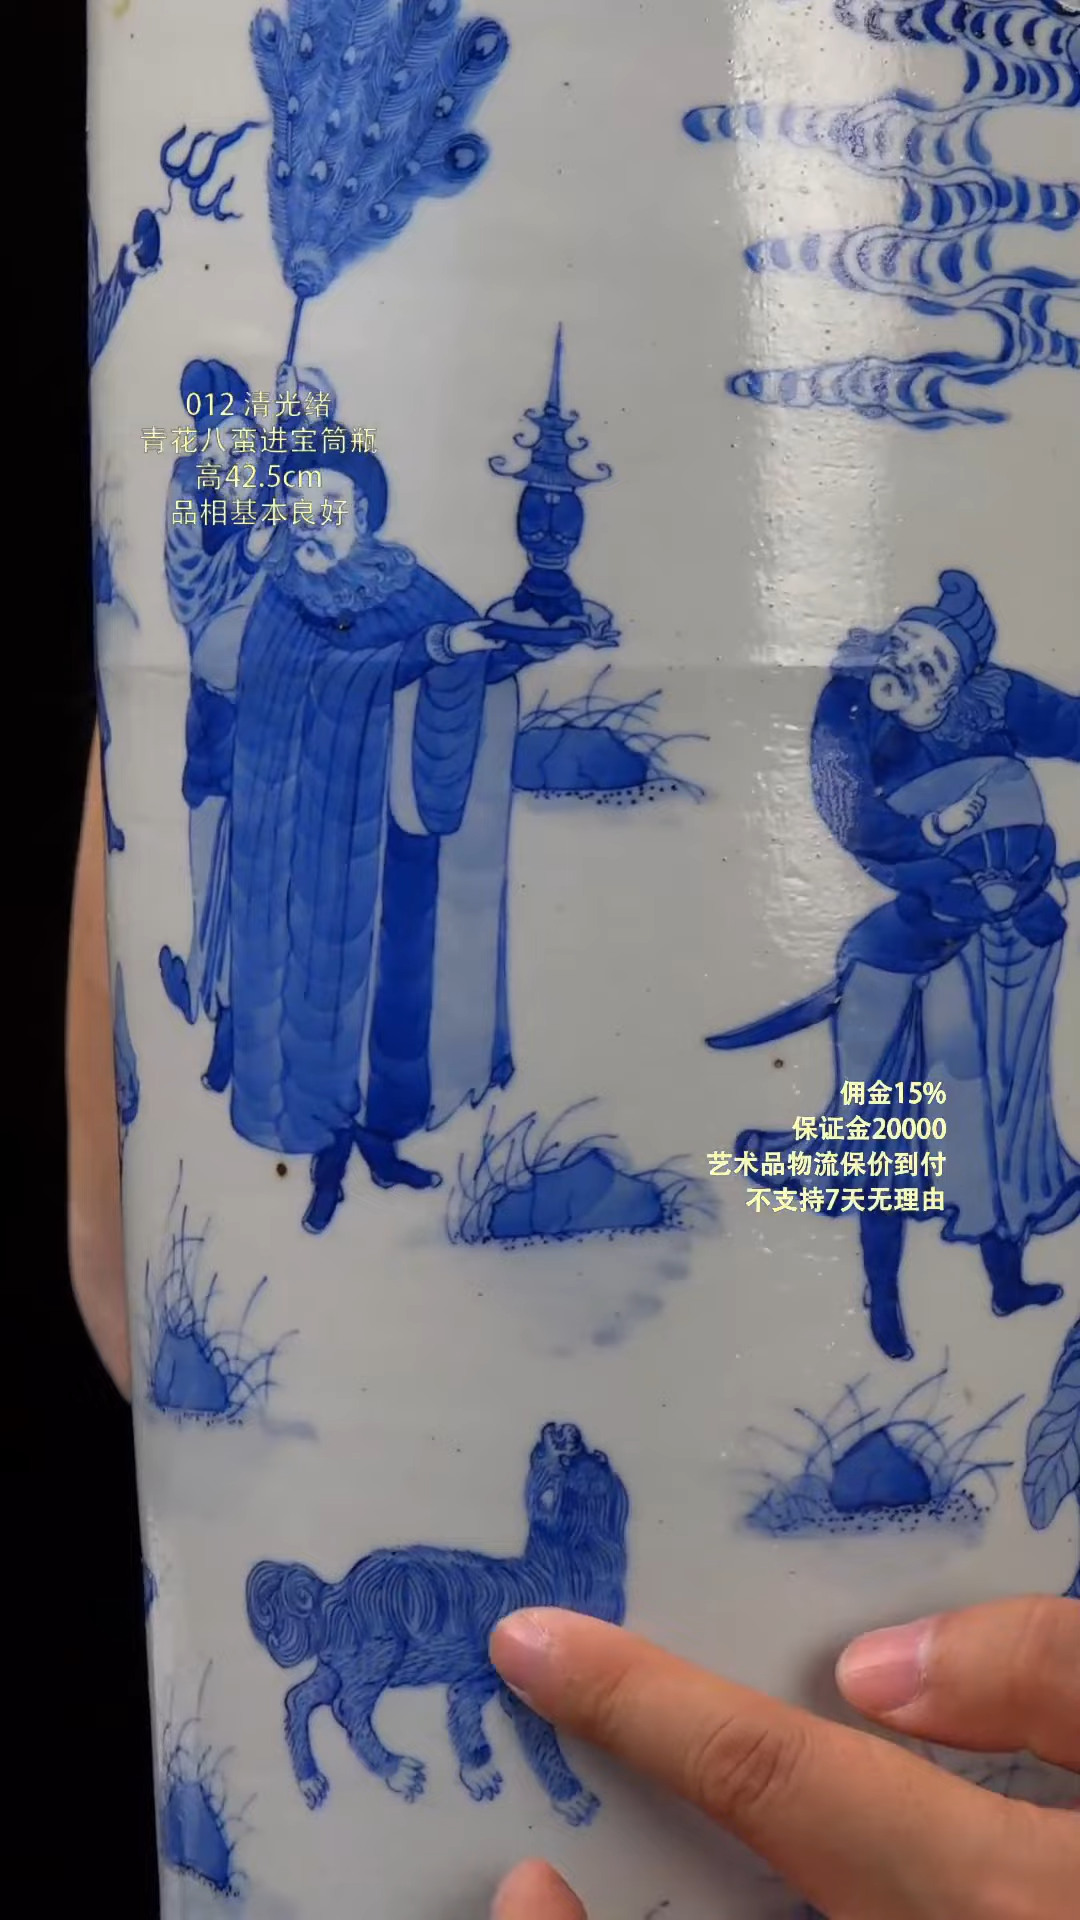 012 清光绪
青花八蛮进宝筒瓶
高42.5cm
品相基本良好
佣金15%
保证金20000
艺术品物流保价到付
不支持7天无理由